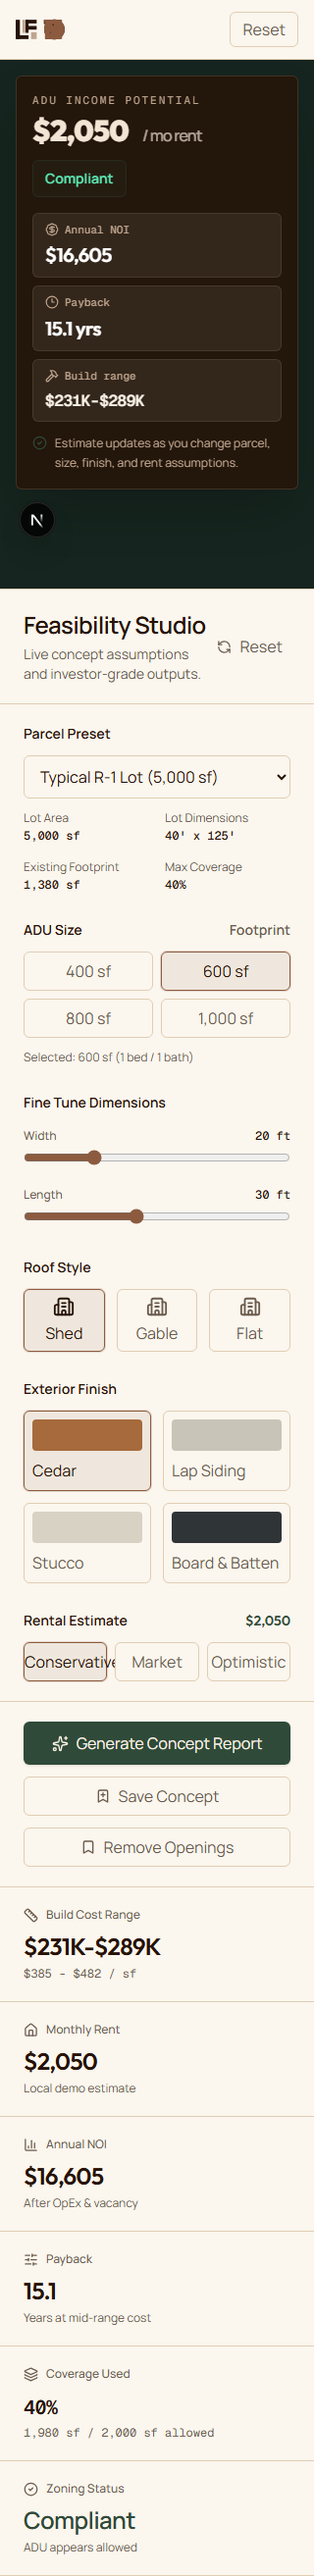 LF
Reset
ADU INCOME POTENTIAL
$2,050 / mo rent
Compliant
Annual NOI
$16,605
Payback
15.1 yrs
Build range
$231K-$289K
Estimate updates as you change parcel,
size, finish, and rent assumptions.
N
Feasibility Studio
Reset
Live concept assumptions
and investor-grade outputs.
Parcel Preset
Typical R-1 Lot (5,000 sf)
Lot Area
5,000 sf
Lot Dimensions
40' x 125'
Existing Footprint
1,380 sf
Max Coverage
40%
ADU Size
Footprint
400 sf
600 sf
800 sf
1,000 sf
Selected: 600 sf (1 bed / 1 bath)
Fine Tune Dimensions
Width
20 ft
Length
30 ft
Roof Style
Shed
Gable
Flat
Exterior Finish
Cedar
Lap Siding
Stucco
Board & Batten
Rental Estimate
$2,050
Conservative
Market
Optimistic
Generate Concept Report
Save Concept
Remove Openings
Build Cost Range
$231K-$289K
$385 - $482 / sf
Monthly Rent
$2,050
Local demo estimate
Annual NOI
$16,605
After OpEx & vacancy
Payback
15.1
Years at mid-range cost
Coverage Used
40%
1,980 sf / 2,000 sf allowed
Zoning Status
Compliant
ADU appears allowed